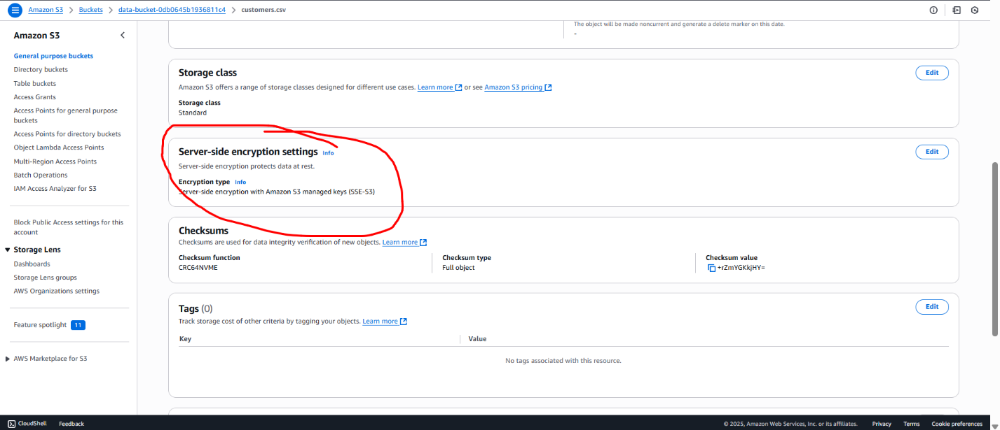 Amazon S3 > Buckets > data-bucket-0db0645b1936811c4 > customers.csv
Amazon S3
General purpose buckets
Directory buckets
Table buckets
Access Grants
Access Points for general purpose
buckets
Access Points for directory buckets
Object Lambda Access Points
Multi-Region Access Points
Batch Operations
IAM Access Analyzer for S3
Block Public Access settings for this
account
Storage Lens
Dashboards
Storage Lens groups
AWS Organizations settings
Feature spotlight 11
AWS Marketplace for S3
The object will be made noncurrent and generate a delete marker on this date.
-
Storage class
Edit
Amazon S3 offers a range of storage classes designed for different use cases. Learn more or see Amazon S3 pricing
Storage class
Standard
Server-side encryption settings Info
Edit
Server-side encryption protects data at rest.
Encryption type Info
Server-side encryption with Amazon S3 managed keys (SSE-S3)
Checksums
Checksums are used for data integrity verification of new objects. Learn more
Checksum function
CRC64NVME
Checksum type
Full object
Checksum value
+rZmYGKkjHY=
Tags (0)
Edit
Track storage cost of other criteria by tagging your objects. Learn more
Key Value
No tags associated with this resource.
CloudShell Feedback © 2025, Amazon Web Services, Inc. or its affiliates. Privacy Terms Cookie preferences